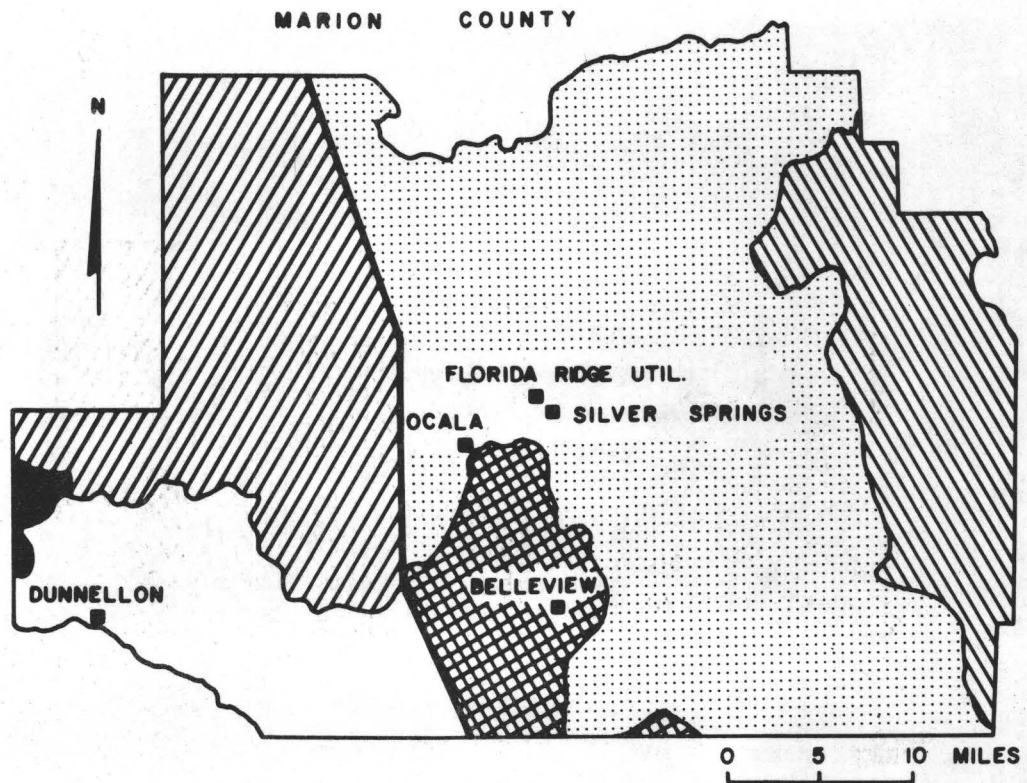 MARION COUNTY
N
FLORIDA RIDGE UTIL.
SILVER SPRINGS
OCALA
BELLEVIEW
DUNNELLON
0 5 10 MILES